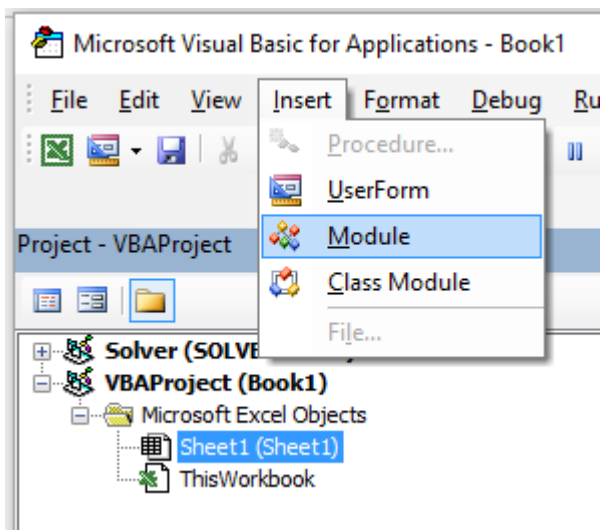 Microsoft Visual Basic for Applications - Book1
File Edit View Insert Format Debug
Procedure...
UserForm
Project - VBAProject
Module
Class Module
File...
Solver
VBAProject (Book1)
Microsoft Excel Objects
Sheet1 (Sheet1)
ThisWorkbook